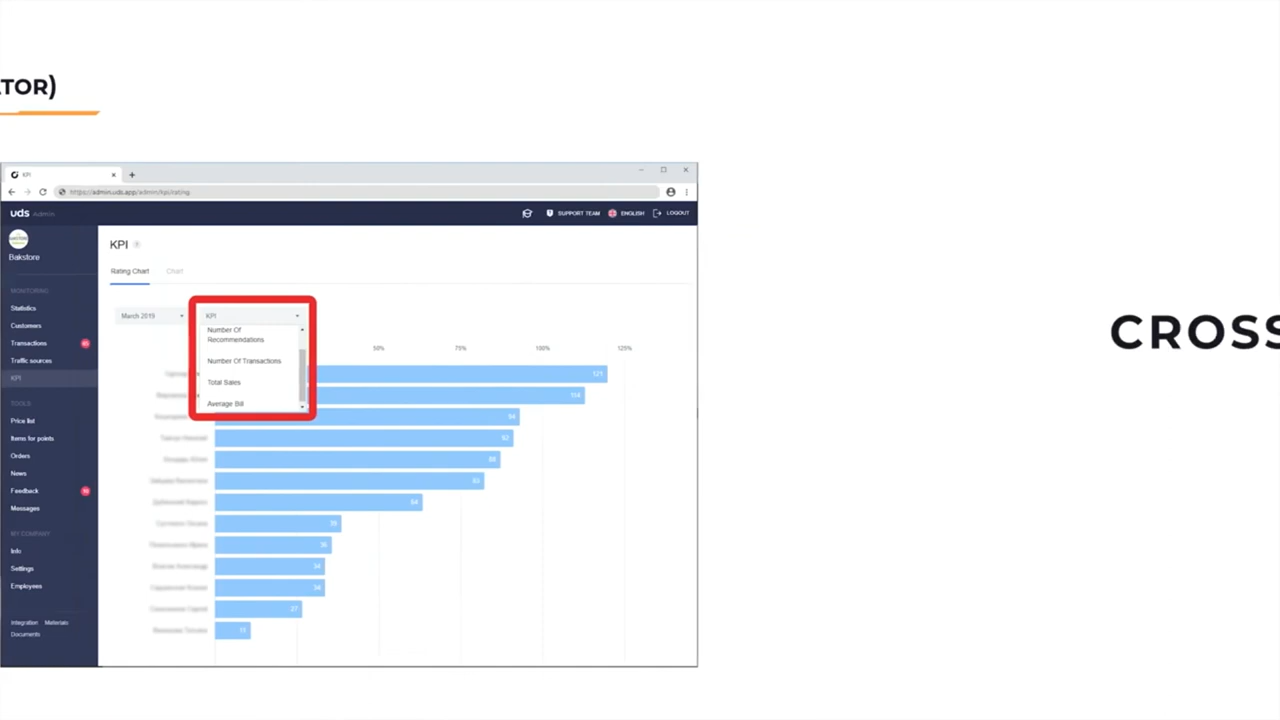 ATOR)
KPI
https://admin.uds.app/admin/kpi/rating
uds Admin
SUPPORT TEAM
ENGLISH
LOGOUT
Bakstore
MONITORING
Statistics
Customers
Transactions
Traffic sources
KPI
TOOLS
Price list
Items for points
Orders
News
Feedback
Messages
MY COMPANY
Info
Settings
Employees
Integration Materials
Documents
KPI
Rating Chart Chart
March 2019
KPI
Number Of
Recommendations
Number Of Transactions
Total Sales
Average Bill
50% 75% 100% 125%
121
114
94
92
88
83
64
39
36
34
34
27
11
CROSS